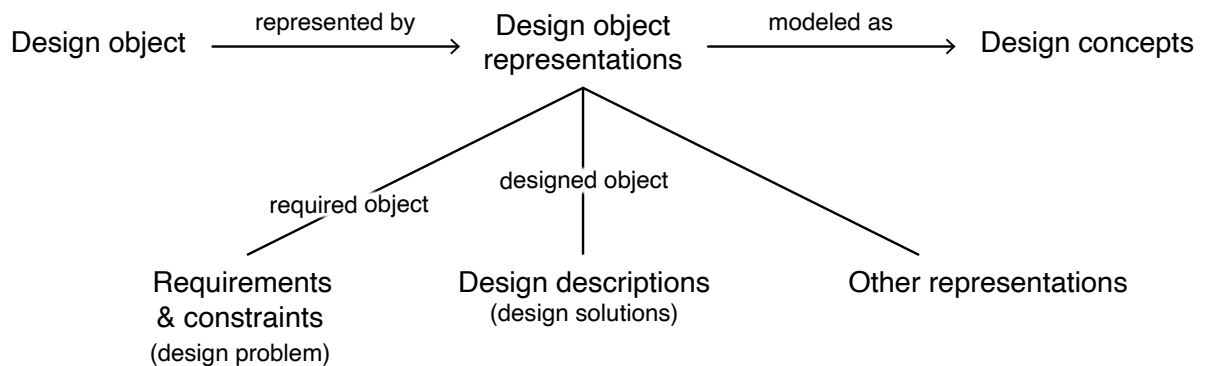 Design object
represented by
Design object
representations
modeled as
Design concepts
required object
designed object
Requirements
& constraints
(design problem)
Design descriptions
(design solutions)
Other representations